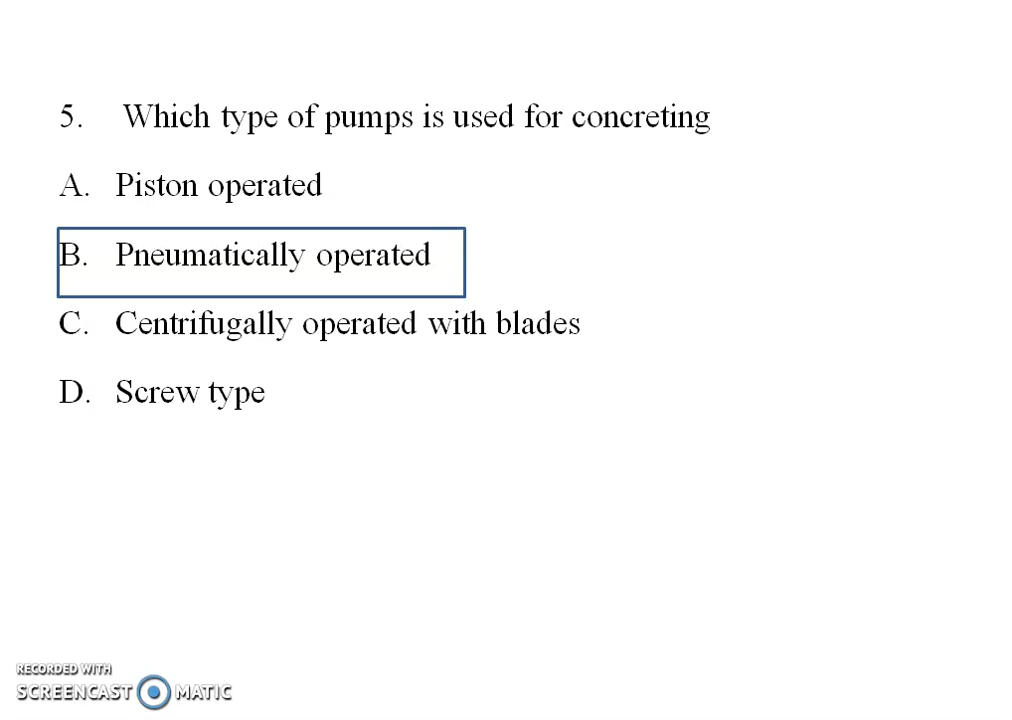 5. Which type of pumps is used for concreting
A. Piston operated
B. Pneumatically operated
C. Centrifugally operated with blades
D. Screw type
RECORDED WITH
SCREENCAST MATIC